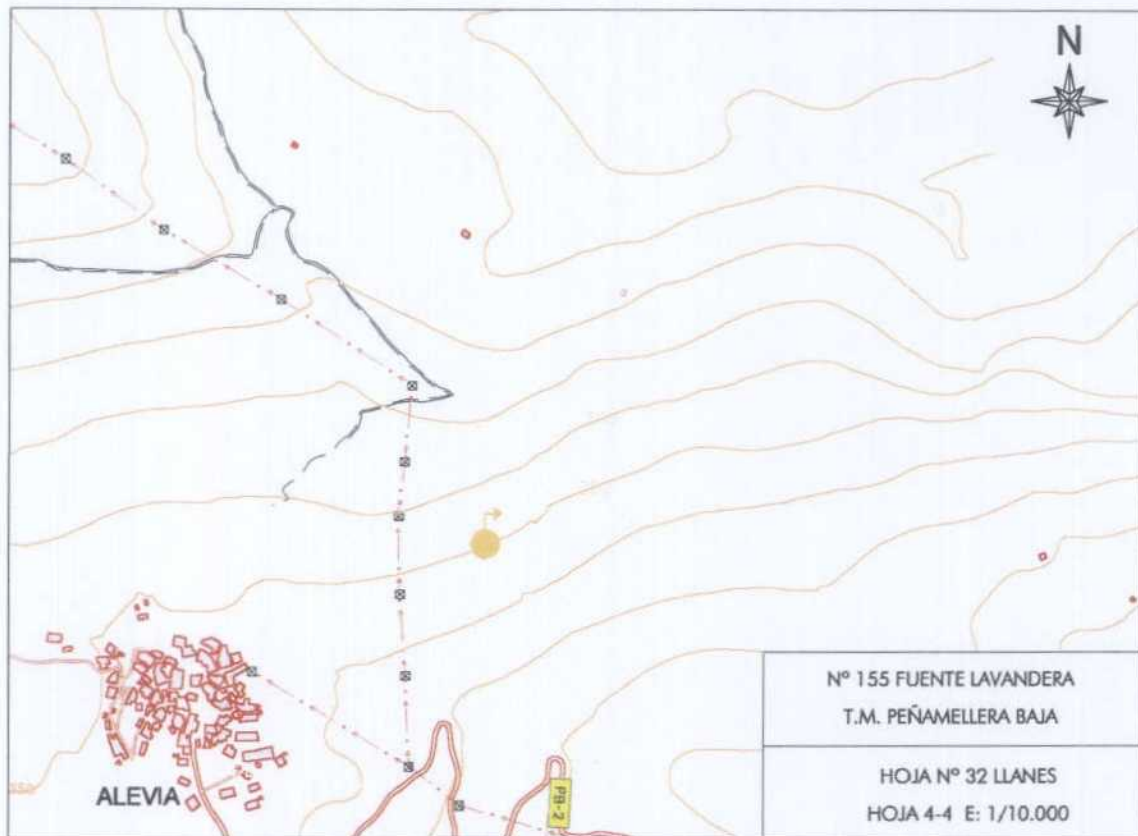 N
ALEVIA
PB-2
Nº 155 FUENTE LAVANDERA
T.M. PEÑAMELLERA BAJA
HOJA Nº 32 LLANES
HOJA 4-4 E: 1/10.000